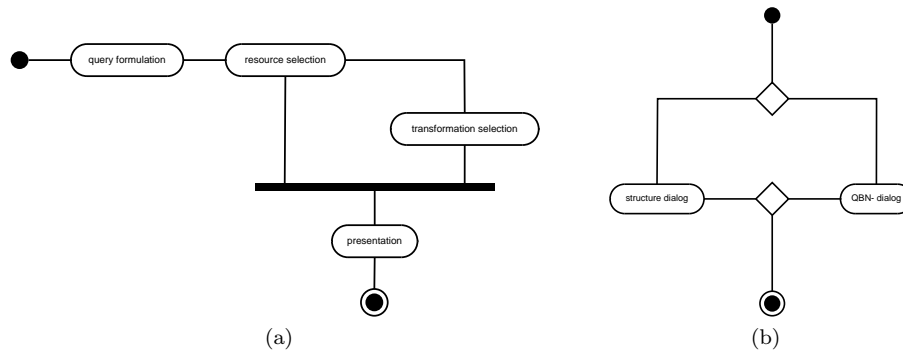 query formulation
resource selection
transformation selection
presentation
(a)
structure dialog
QBN- dialog
(b)